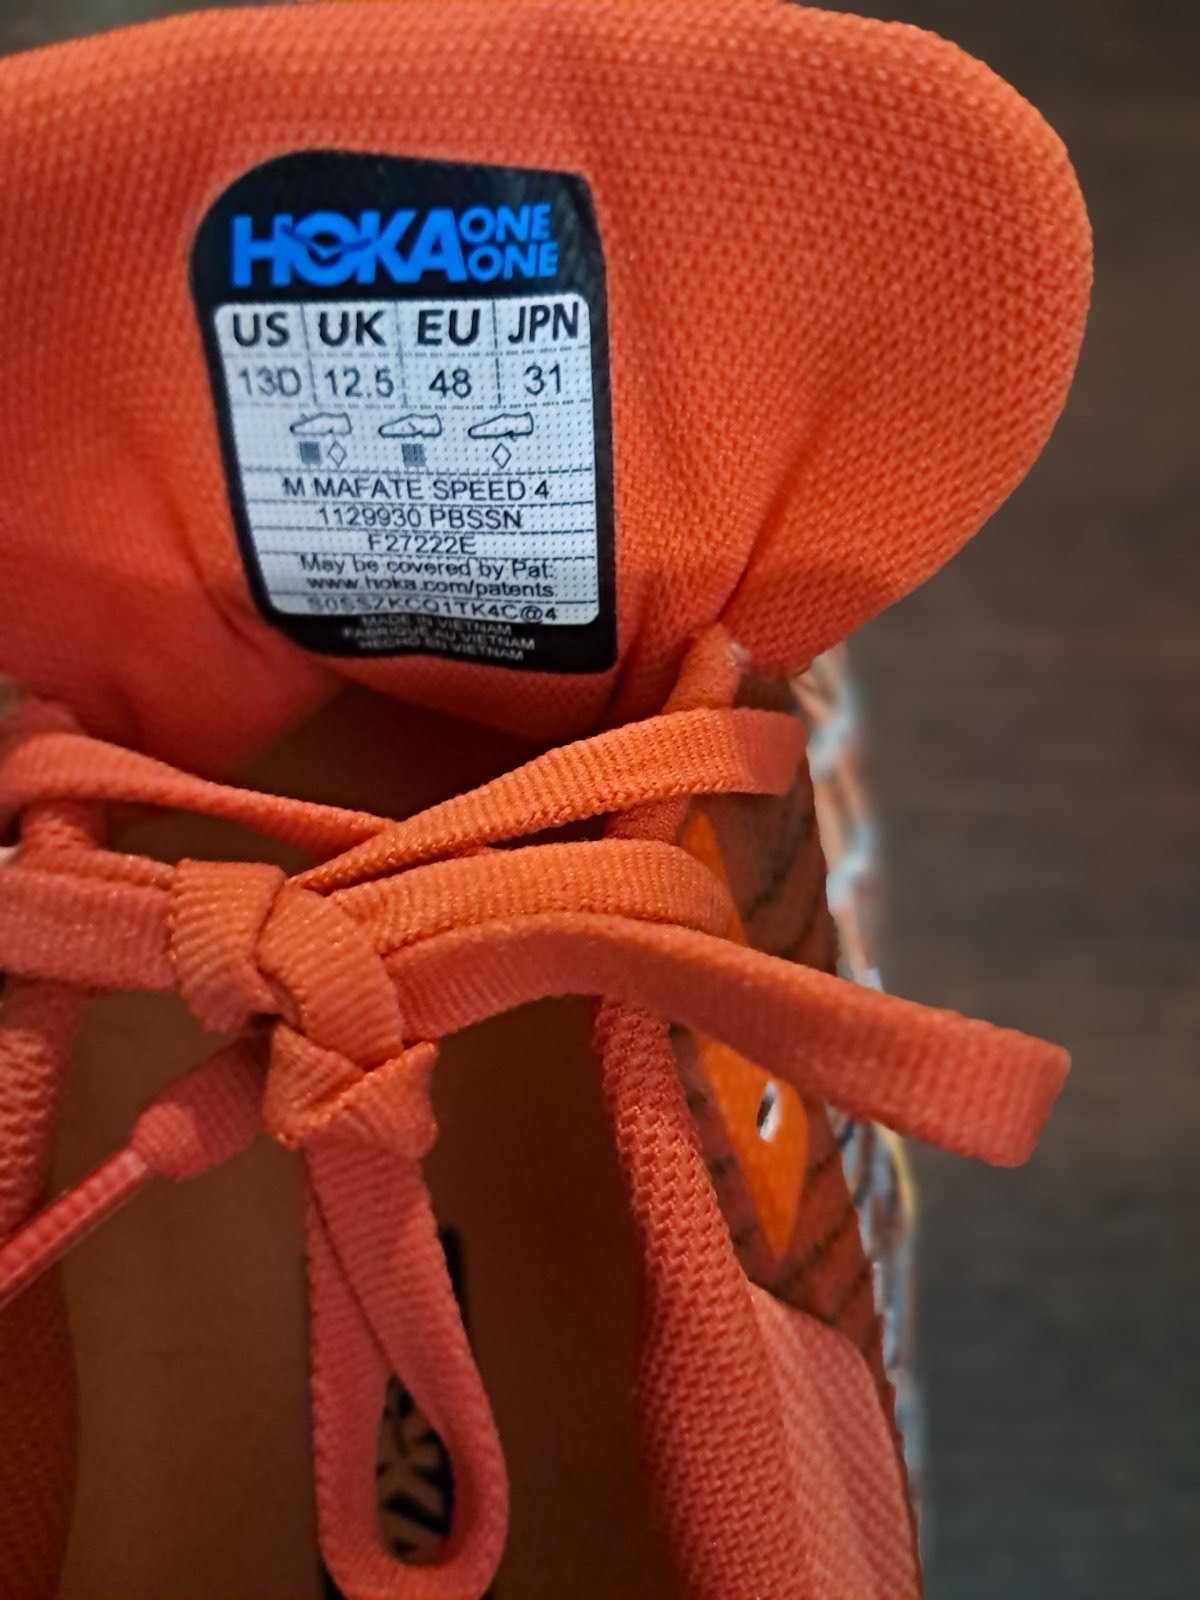 HOKA ONE ONE
US UK EU JPN
13D 12.5 48 31
M MAFATE SPEED 4
1129930 PBSSN
F27222E
May be covered by Pat:
www.hoka.com/patents
MADE IN VIETNAM
FABRIQUÉ AU VIETNAM
HECHO EN VIETNAM